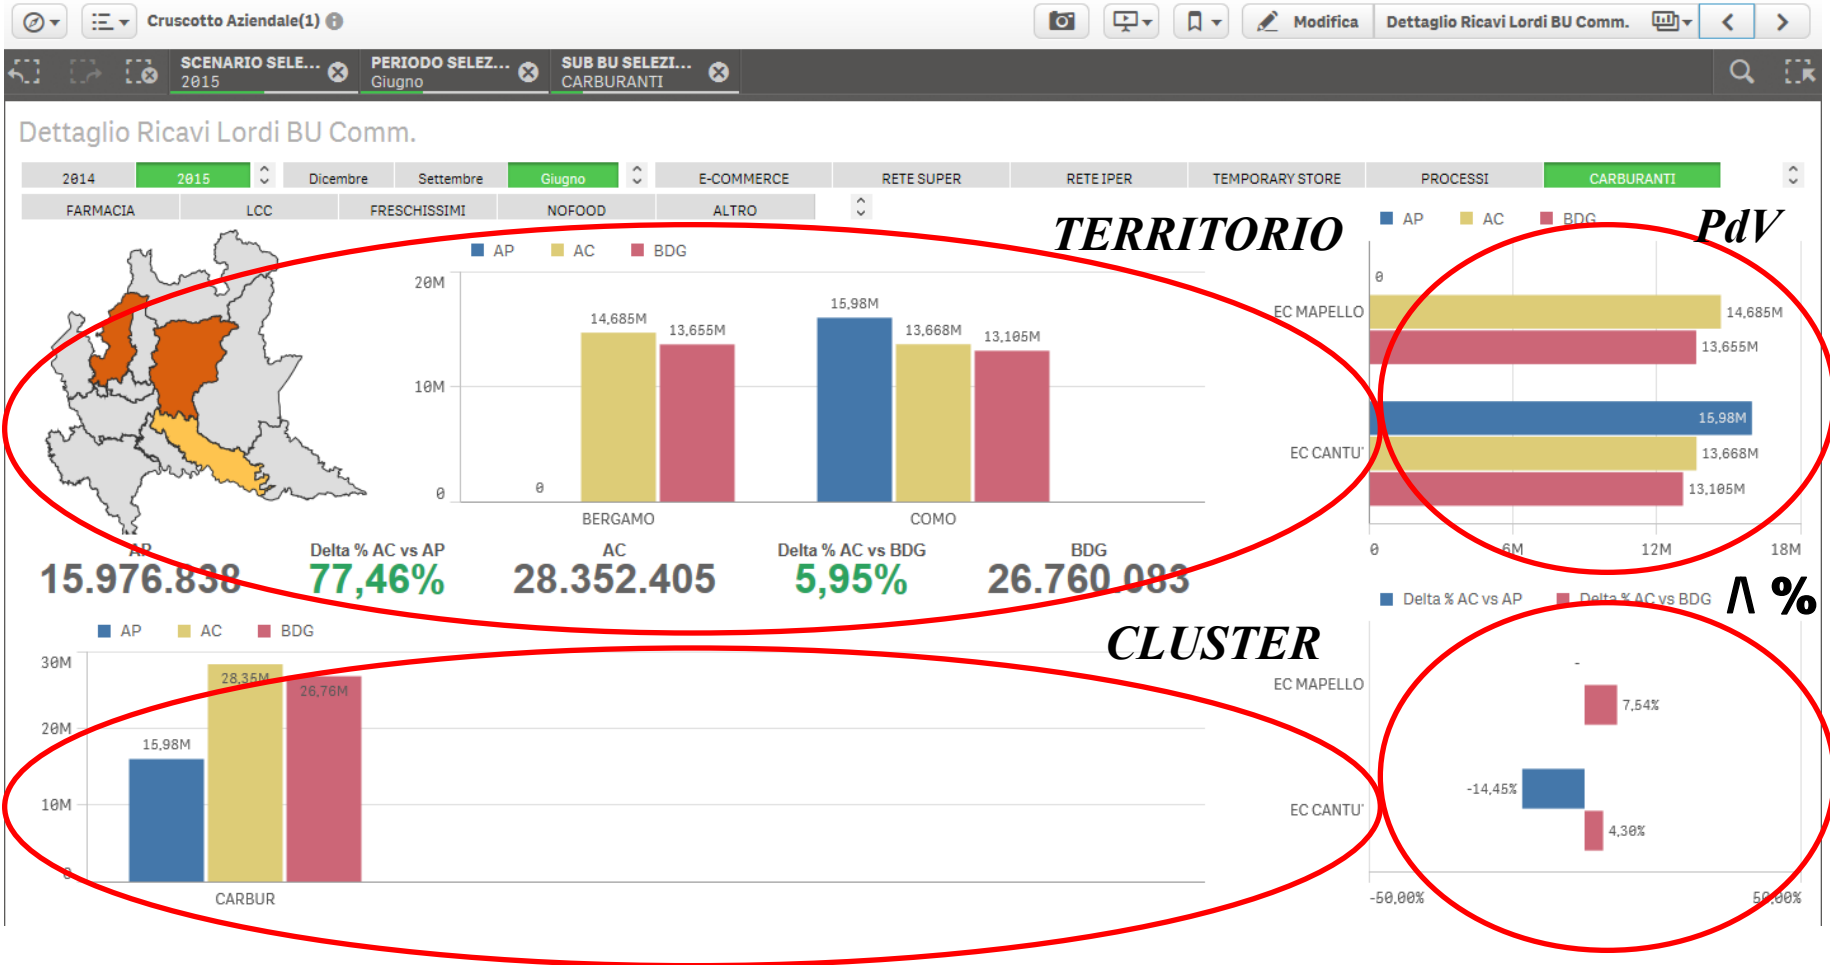 Cruscotto Aziendale(1)
Modifica
Dettaglio Ricavi Lordi BU Comm.
SCENARIO SELE...
2015
PERIODO SELEZ...
Giugno
SUB BU SELEZI...
CARBURANTI
Dettaglio Ricavi Lordi BU Comm.
2014 2015 Dicembre Settembre Giugno E-COMMERCE RETE SUPER RETE IPER TEMPORARY STORE PROCESSI CARBURANTI
FARMACIA LCC FRESCHISSIMI NOFOOD ALTRO
TERRITORIO
AP AC BDG
20M
10M
0
0
14,685M
13,655M
15,98M
13,668M
13,105M
BERGAMO
COMO
AP AC BDG
PdV
EC MAPELLO
0
14,685M
13,655M
EC CANTU'
15,98M
13,668M
13,105M
0 6M 12M 18M
AP
15.976.838
Delta % AC vs AP
77,46%
AC
28.352.405
Delta % AC vs BDG
5,95%
BDG
26.760.083
AP AC BDG
CLUSTER
30M
20M
10M
0
15,98M
28,35M
26,76M
CARBUR
Delta % AC vs AP Delta % AC vs BDG
/\ %
EC MAPELLO
-
7,54%
EC CANTU'
-14,45%
4,30%
-50,00% 50,00%